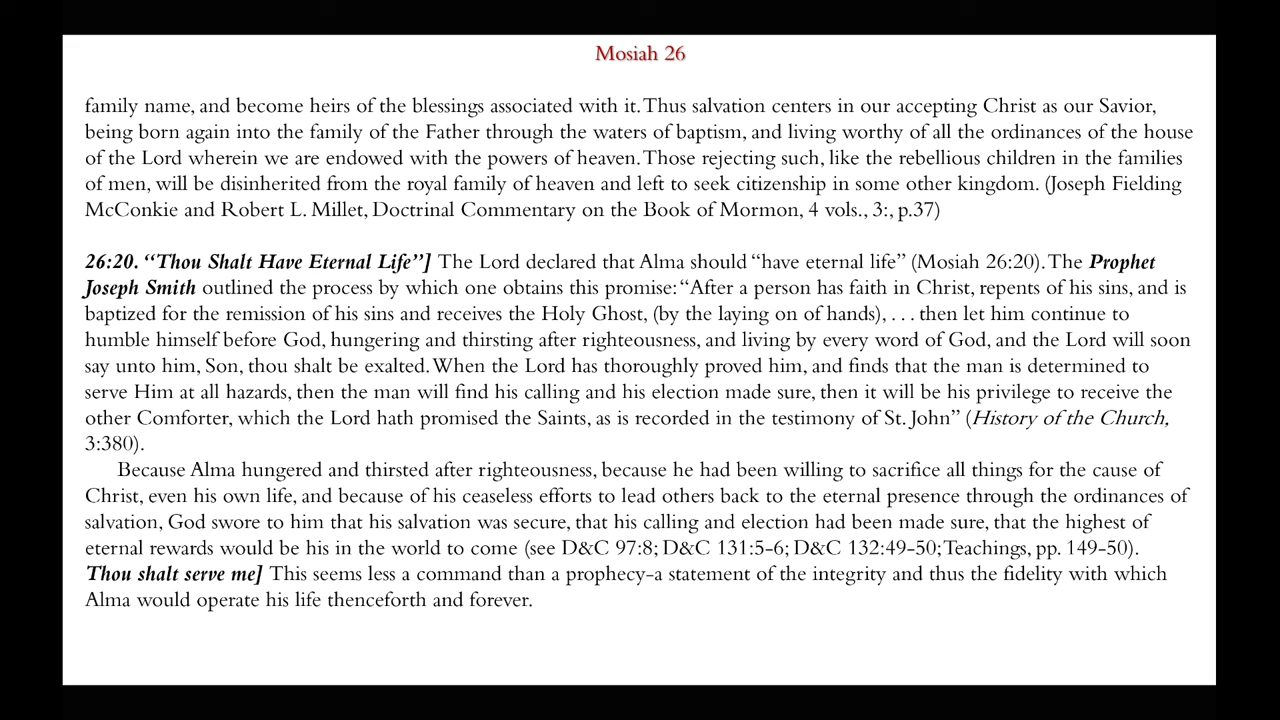 Mosiah 26
family name, and become heirs of the blessings associated with it. Thus salvation centers in our accepting Christ as our Savior,
being born again into the family of the Father through the waters of baptism, and living worthy of all the ordinances of the house
of the Lord wherein we are endowed with the powers of heaven. Those rejecting such, like the rebellious children in the families
of men, will be disinherited from the royal family of heaven and left to seek citizenship in some other kingdom. (Joseph Fielding
McConkie and Robert L. Millet, Doctrinal Commentary on the Book of Mormon, 4 vols., 3:, p.37)
26:20. “Thou Shalt Have Eternal Life”] The Lord declared that Alma should “have eternal life” (Mosiah 26:20). The Prophet
Joseph Smith outlined the process by which one obtains this promise: “After a person has faith in Christ, repents of his sins, and is
baptized for the remission of his sins and receives the Holy Ghost, (by the laying on of hands), . . . then let him continue to
humble himself before God, hungering and thirsting after righteousness, and living by every word of God, and the Lord will soon
say unto him, Son, thou shalt be exalted. When the Lord has thoroughly proved him, and finds that the man is determined to
serve Him at all hazards, then the man will find his calling and his election made sure, then it will be his privilege to receive the
other Comforter, which the Lord hath promised the Saints, as is recorded in the testimony of St. John” (History of the Church,
3:380).
Because Alma hungered and thirsted after righteousness, because he had been willing to sacrifice all things for the cause of
Christ, even his own life, and because of his ceaseless efforts to lead others back to the eternal presence through the ordinances of
salvation, God swore to him that his salvation was secure, that his calling and election had been made sure, that the highest of
eternal rewards would be his in the world to come (see D&C 97:8; D&C 131:5-6; D&C 132:49-50; Teachings, pp. 149-50).
Thou shalt serve me] This seems less a command than a prophecy-a statement of the integrity and thus the fidelity with which
Alma would operate his life thenceforth and forever.